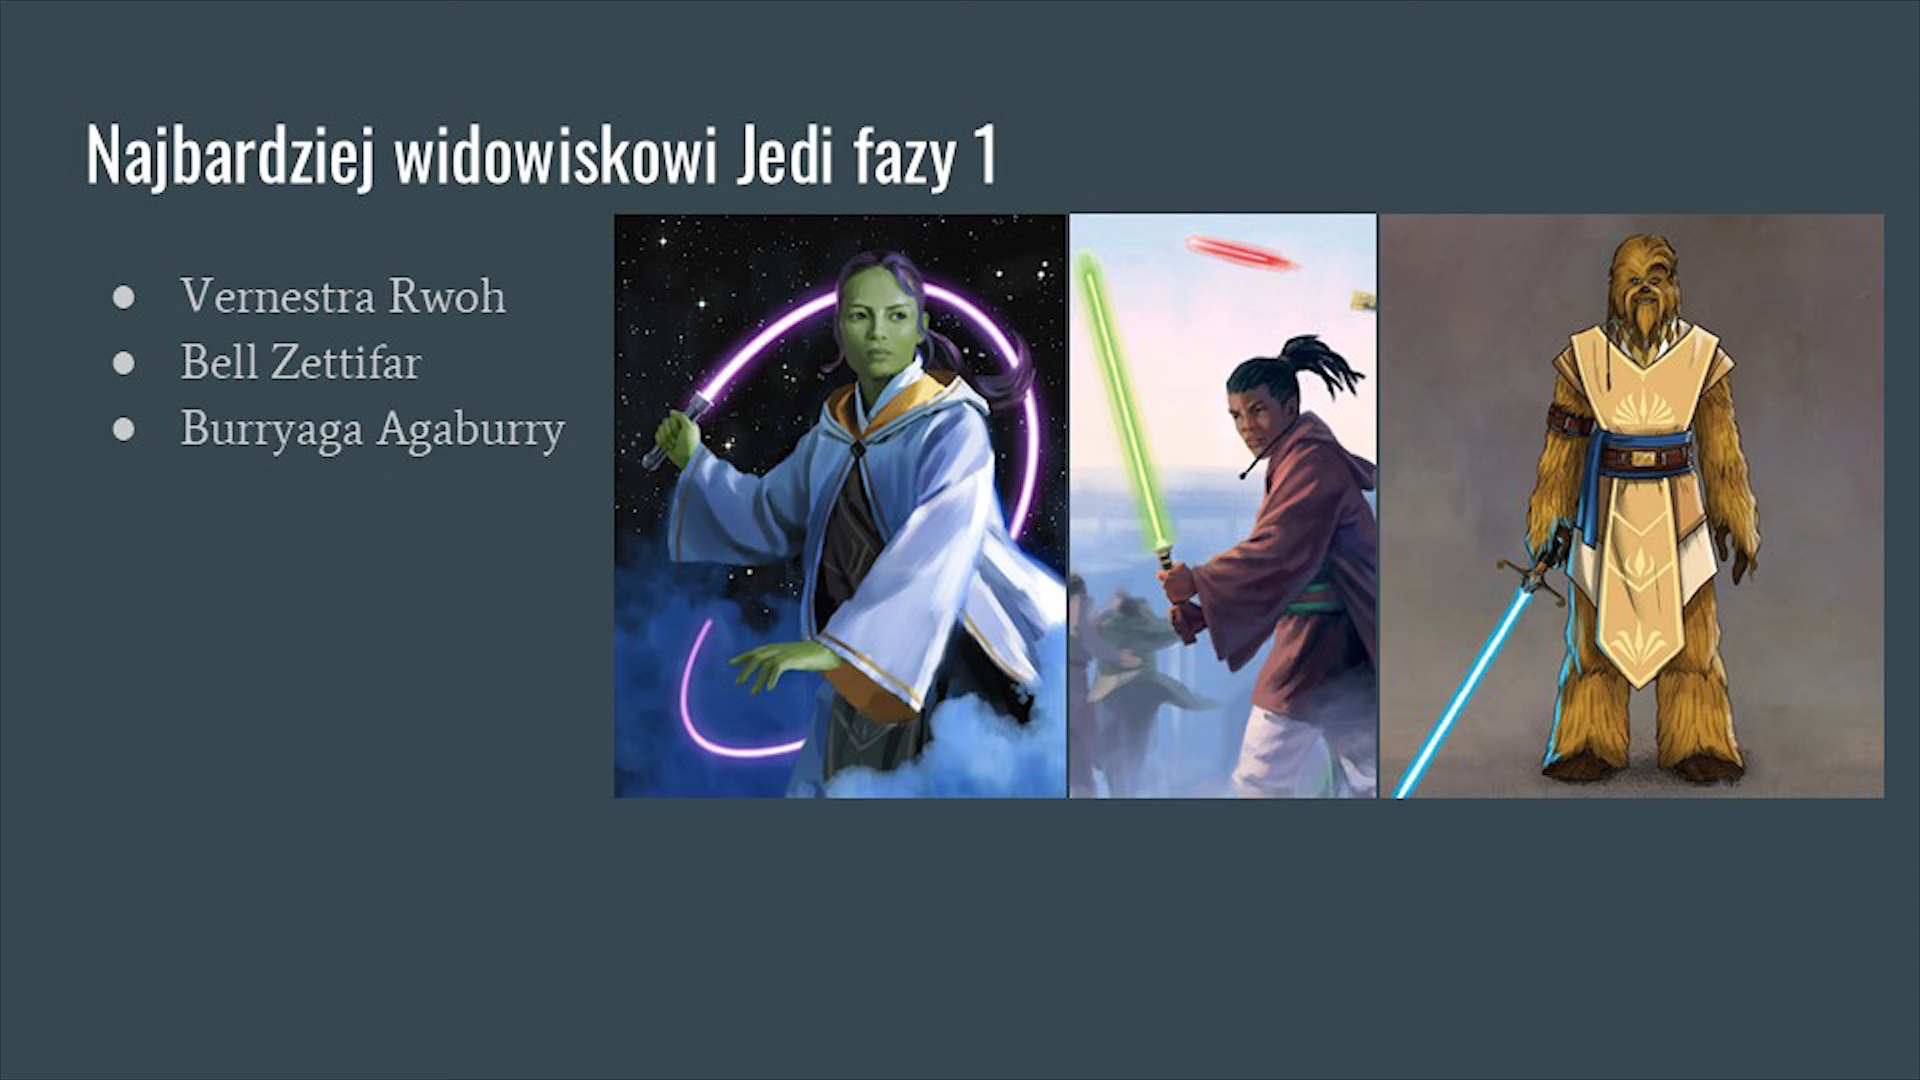 Najbardziej widowiskowi Jedi fazy 1
● Vernestra Rwoh
● Bell Zettifar
● Burryaga Agaburry